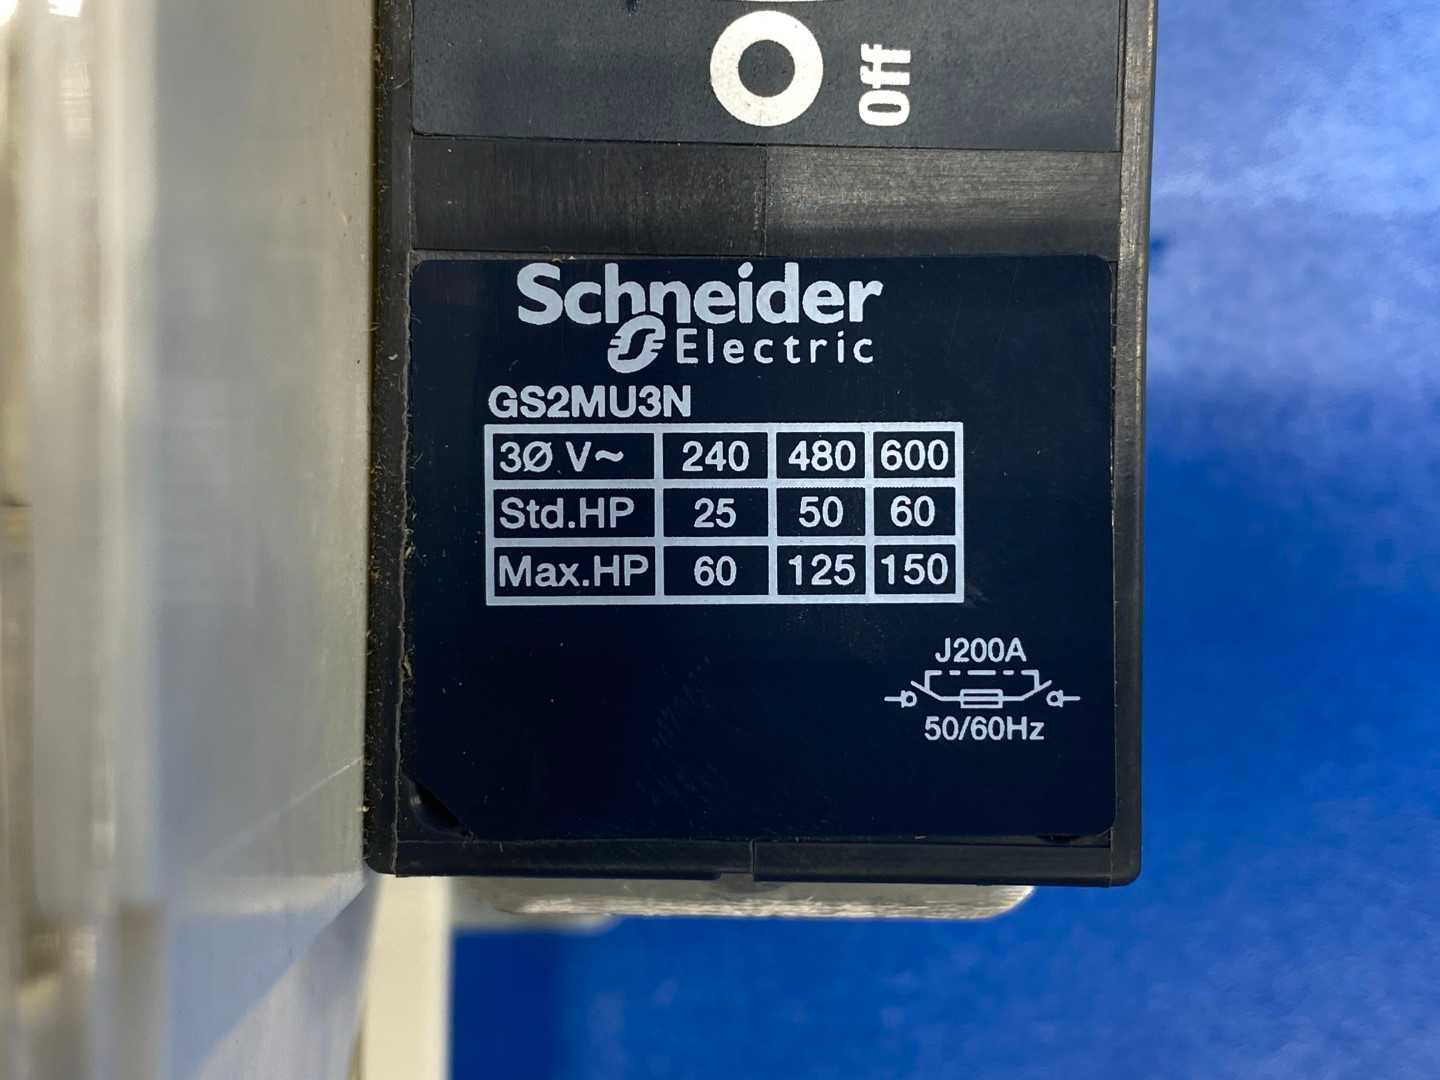 Off
Schneider
Electric
GS2MU3N
3Ø V~ 240 480 600
Std.HP 25 50 60
Max.HP 60 125 150
J200A
50/60Hz